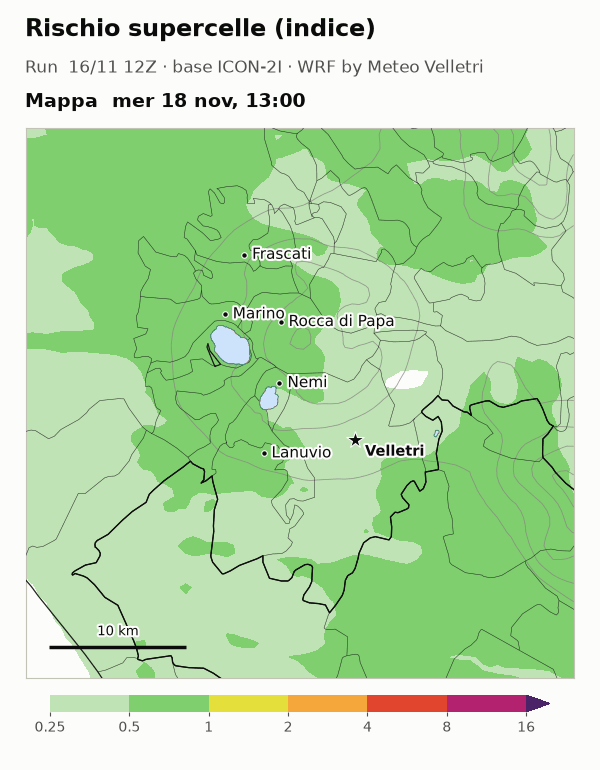 Rischio supercelle (indice)
Run  16/11 12Z · base ICON-2I · WRF by Meteo Velletri
Mappa  mer 18 nov, 13:00
Frascati
Marino
Rocca di Papa
Nemi
Velletri
Lanuvio
10 km
0.25 0.5 1 2 4 8 16